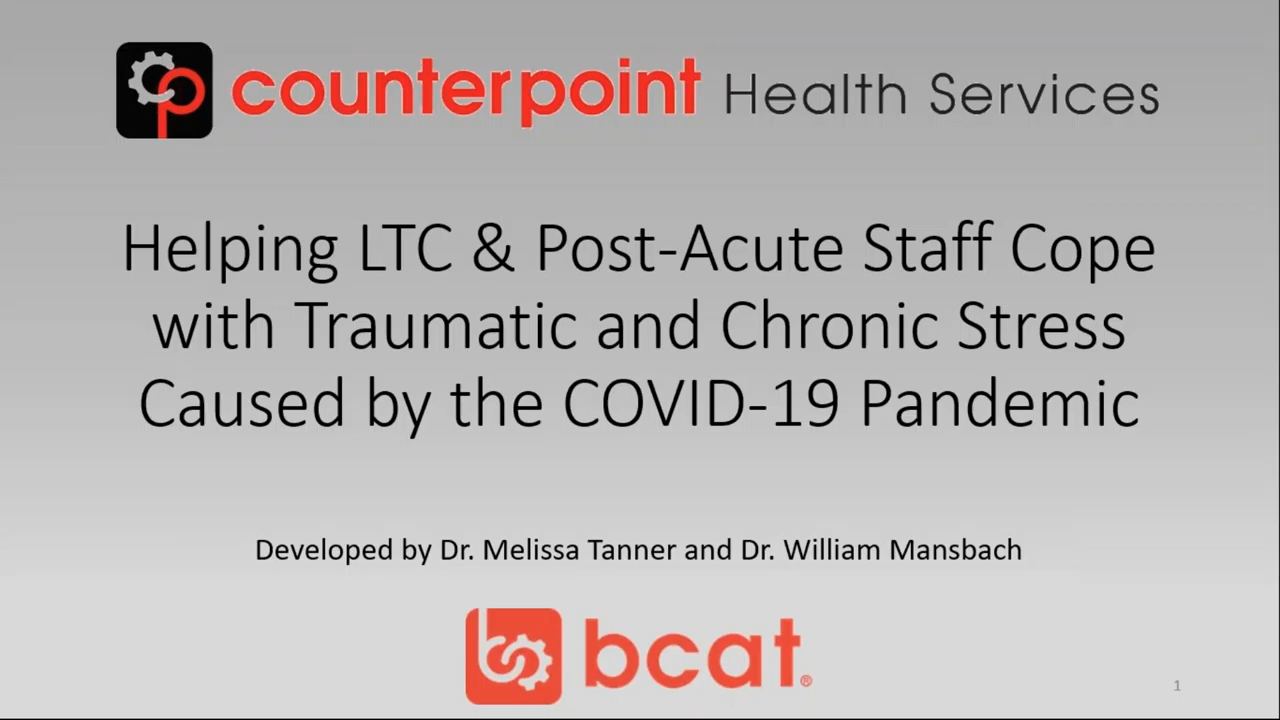 cp counterpoint Health Services
Helping LTC & Post-Acute Staff Cope
with Traumatic and Chronic Stress
Caused by the COVID-19 Pandemic
Developed by Dr. Melissa Tanner and Dr. William Mansbach
b bcat®
1